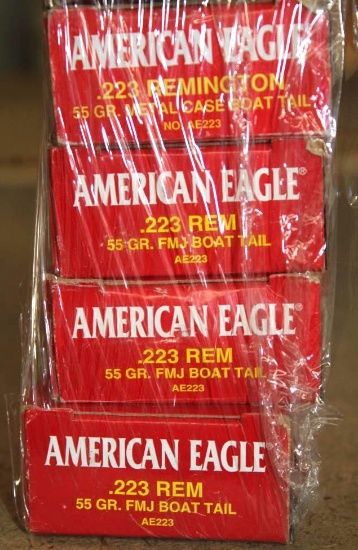 AMERICAN EAGLE
.223 REMINGTON
55 GR. METAL CASE BOAT TAIL
NO. AE223
AMERICAN EAGLE®
.223 REM
55 GR. FMJ BOAT TAIL
AE223
AMERICAN EAGLE®
.223 REM
55 GR. FMJ BOAT TAIL
AE223
AMERICAN EAGLE
.223 REM
55 GR. FMJ BOAT TAIL
AE223